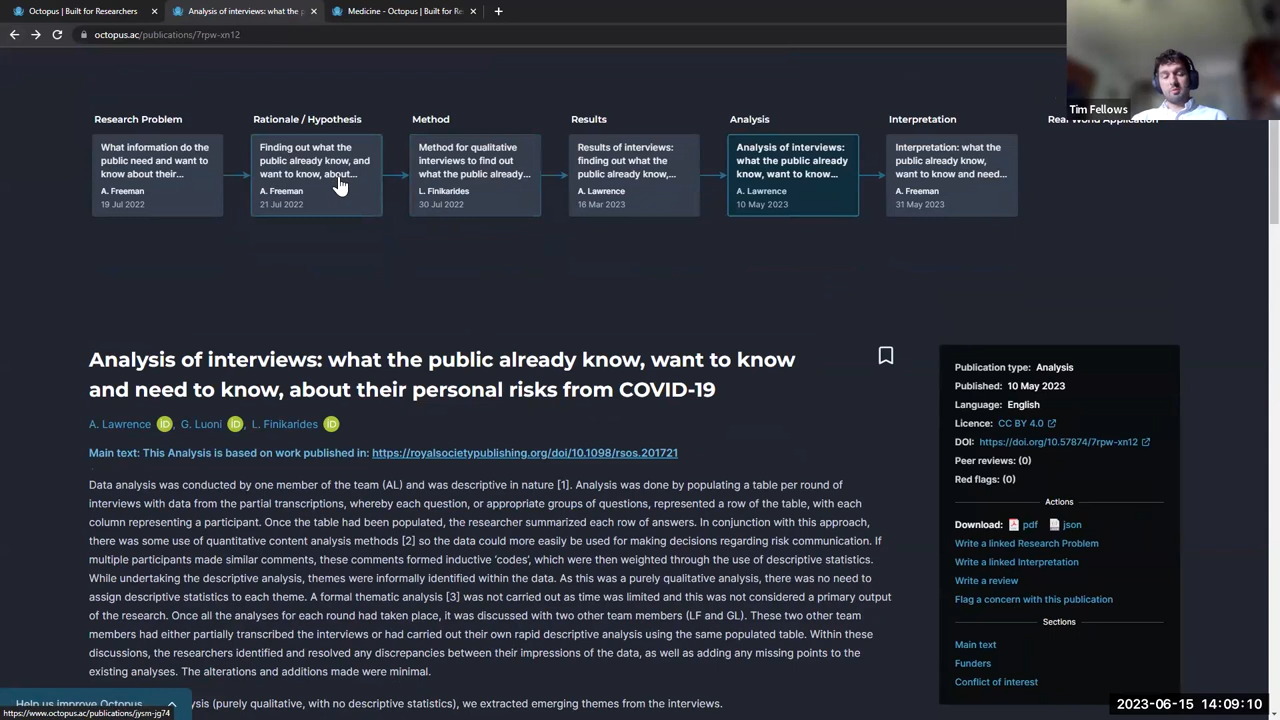 Octopus | Built for Researchers
Analysis of interviews: what the p
Medicine - Octopus | Built for Re
octopus.ac/publications/7rpw-xn12
Tim Fellows
Research Problem
Rationale / Hypothesis
Method
Results
Analysis
Interpretation
Real World Application
What information do the
public need and want to
know about their...
A. Freeman
19 Jul 2022
Finding out what the
public already know, and
want to know, about...
A. Freeman
21 Jul 2022
Method for qualitative
interviews to find out
what the public already...
L. Finikarides
30 Jul 2022
Results of interviews:
finding out what the
public already know,...
A. Lawrence
16 Mar 2023
Analysis of interviews:
what the public already
know, want to know...
A. Lawrence
10 May 2023
Interpretation: what the
public already know,
want to know and need...
A. Freeman
31 May 2023
Analysis of interviews: what the public already know, want to know
and need to know, about their personal risks from COVID-19
A. Lawrence iD, G. Luoni iD, L. Finikarides iD
Main text: This Analysis is based on work published in: https://royalsocietypublishing.org/doi/10.1098/rsos.201721
Data analysis was conducted by one member of the team (AL) and was descriptive in nature [1]. Analysis was done by populating a table per round of
interviews with data from the partial transcriptions, whereby each question, or appropriate groups of questions, represented a row of the table, with each
column representing a participant. Once the table had been populated, the researcher summarized each row of answers. In conjunction with this approach,
there was some use of quantitative content analysis methods [2] so the data could more easily be used for making decisions regarding risk communication. If
multiple participants made similar comments, these comments formed inductive ‘codes’, which were then weighted through the use of descriptive statistics.
While undertaking the descriptive analysis, themes were informally identified within the data. As this was a purely qualitative analysis, there was no need to
assign descriptive statistics to each theme. A formal thematic analysis [3] was not carried out as time was limited and this was not considered a primary output
of the research. Once all the analyses for each round had taken place, it was discussed with two other team members (LF and GL). These two other team
members had either partially transcribed the interviews or had carried out their own rapid descriptive analysis using the same populated table. Within these
discussions, the researchers identified and resolved any discrepancies between their impressions of the data, as well as adding any missing points to the
existing analyses. The alterations and additions made were minimal.
ysis (purely qualitative, with no descriptive statistics), we extracted emerging themes from the interviews.
Publication type: Analysis
Published: 10 May 2023
Language: English
Licence: CC BY 4.0
DOI: https://doi.org/10.57874/7rpw-xn12
Peer reviews: (0)
Red flags: (0)
Actions
Download: pdf json
Write a linked Research Problem
Write a linked Interpretation
Write a review
Flag a concern with this publication
Sections
Main text
Funders
Conflict of interest
Help us improve Octopus
https://www.octopus.ac/publications/jysm-jg74
2023-06-15 14:09:10